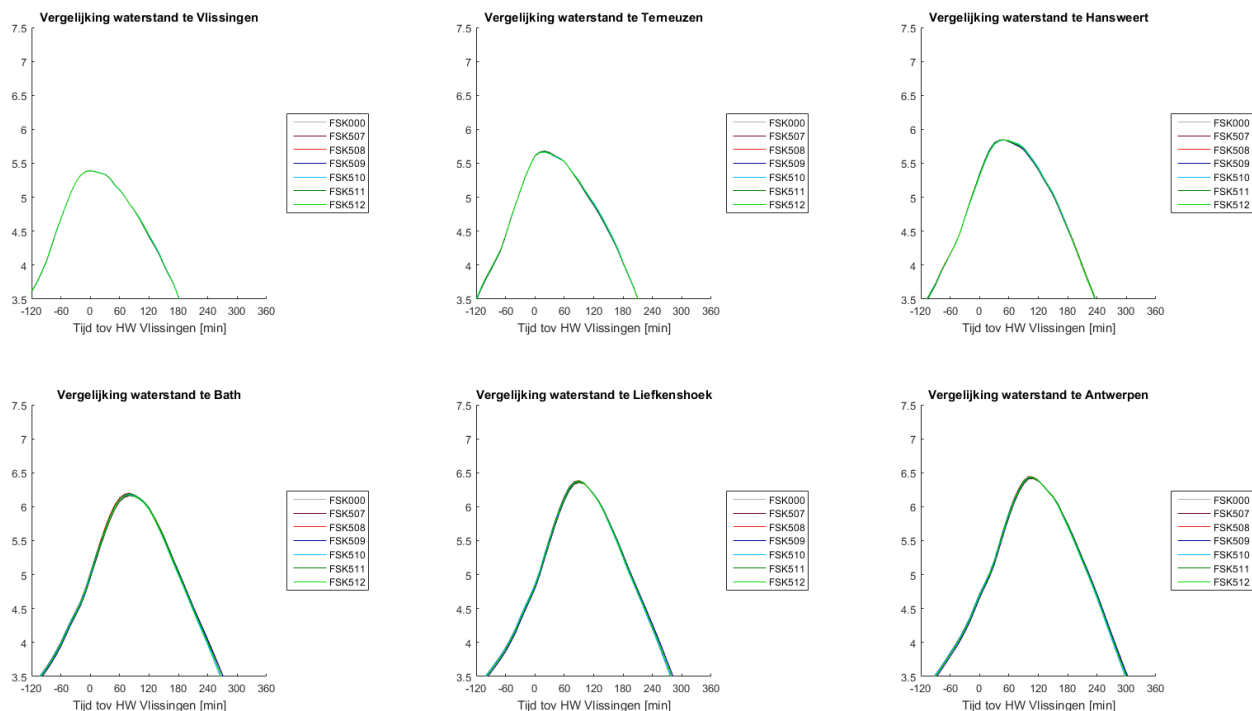 Vergelijking waterstand te Vlissingen
7.5
7
6.5
6
5.5
5
4.5
4
3.5
-120 -60 0 60 120 180 240 300 360
Tijd tov HW Vlissingen [min]
FSK000
FSK507
FSK508
FSK509
FSK510
FSK511
FSK512
Vergelijking waterstand te Terneuzen
7.5
7
6.5
6
5.5
5
4.5
4
3.5
-120 -60 0 60 120 180 240 300 360
Tijd tov HW Vlissingen [min]
FSK000
FSK507
FSK508
FSK509
FSK510
FSK511
FSK512
Vergelijking waterstand te Hansweert
7.5
7
6.5
6
5.5
5
4.5
4
3.5
-120 -60 0 60 120 180 240 300 360
Tijd tov HW Vlissingen [min]
FSK000
FSK507
FSK508
FSK509
FSK510
FSK511
FSK512
Vergelijking waterstand te Bath
7.5
7
6.5
6
5.5
5
4.5
4
3.5
-120 -60 0 60 120 180 240 300 360
Tijd tov HW Vlissingen [min]
FSK000
FSK507
FSK508
FSK509
FSK510
FSK511
FSK512
Vergelijking waterstand te Liefkenshoek
7.5
7
6.5
6
5.5
5
4.5
4
3.5
-120 -60 0 60 120 180 240 300 360
Tijd tov HW Vlissingen [min]
FSK000
FSK507
FSK508
FSK509
FSK510
FSK511
FSK512
Vergelijking waterstand te Antwerpen
7.5
7
6.5
6
5.5
5
4.5
4
3.5
-120 -60 0 60 120 180 240 300 360
Tijd tov HW Vlissingen [min]
FSK000
FSK507
FSK508
FSK509
FSK510
FSK511
FSK512